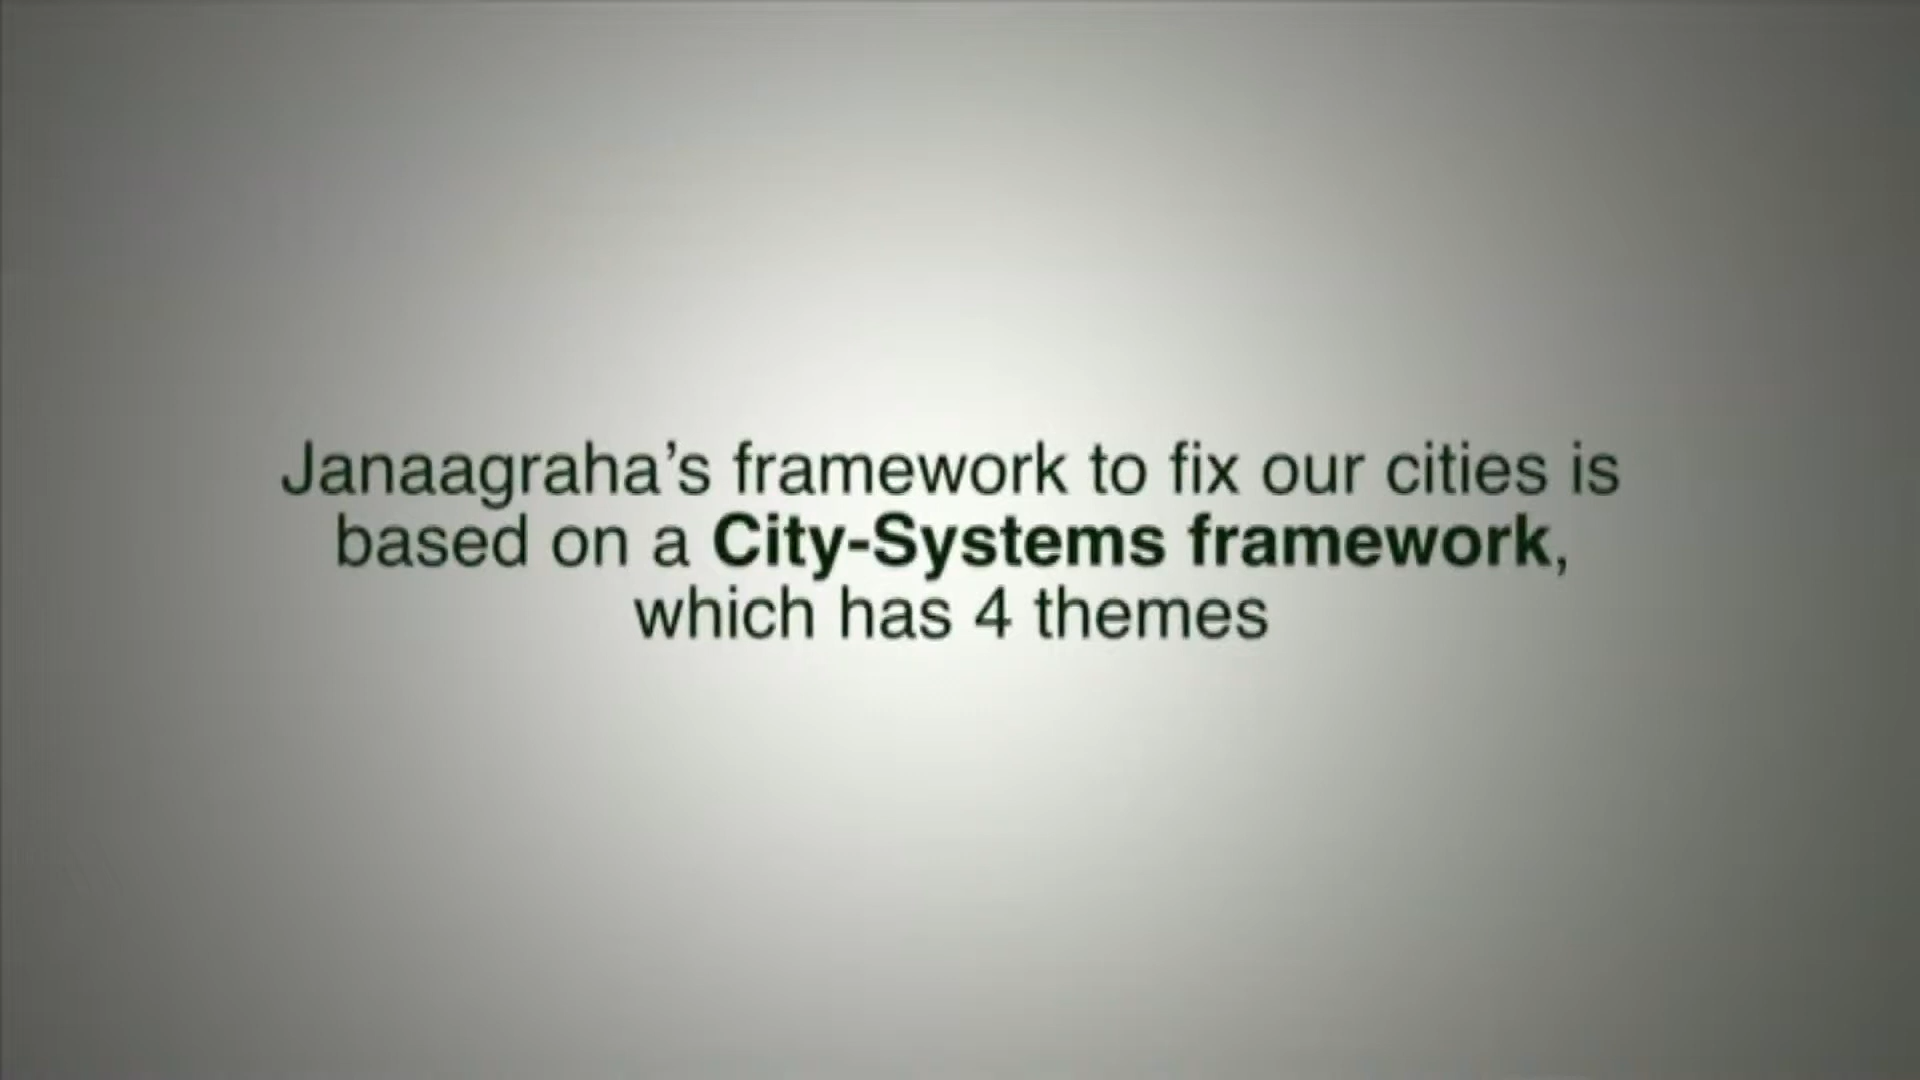 Janaagraha’s framework to fix our cities is
based on a City-Systems framework,
which has 4 themes